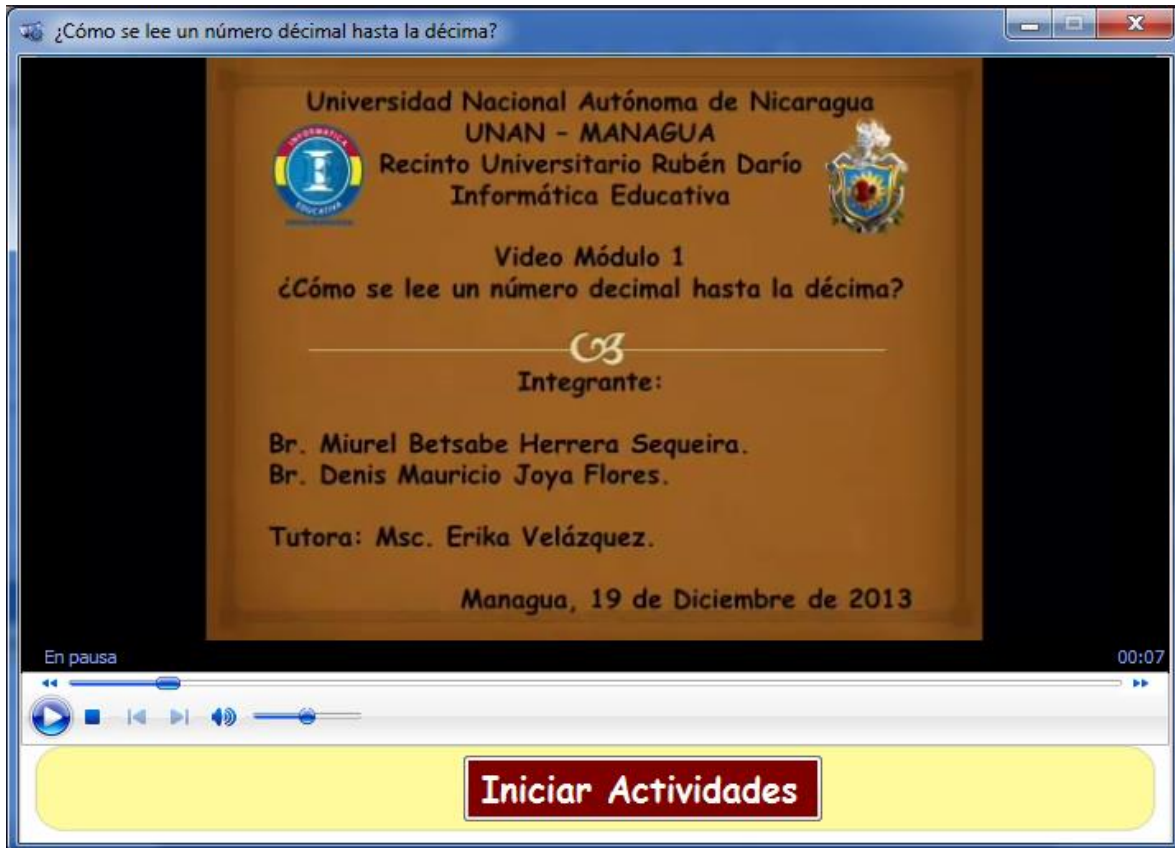 ¿Cómo se lee un número décimal hasta la décima?
Universidad Nacional Autónoma de Nicaragua
UNAN - MANAGUA
Recinto Universitario Rubén Darío
Informática Educativa
INFORMATICA
EDUCATIVA
Video Módulo 1
¿Cómo se lee un número decimal hasta la décima?
Integrante:
Br. Miurel Betsabe Herrera Sequeira.
Br. Denis Mauricio Joya Flores.
Tutora: Msc. Erika Velázquez.
Managua, 19 de Diciembre de 2013
En pausa
00:07
Iniciar Actividades